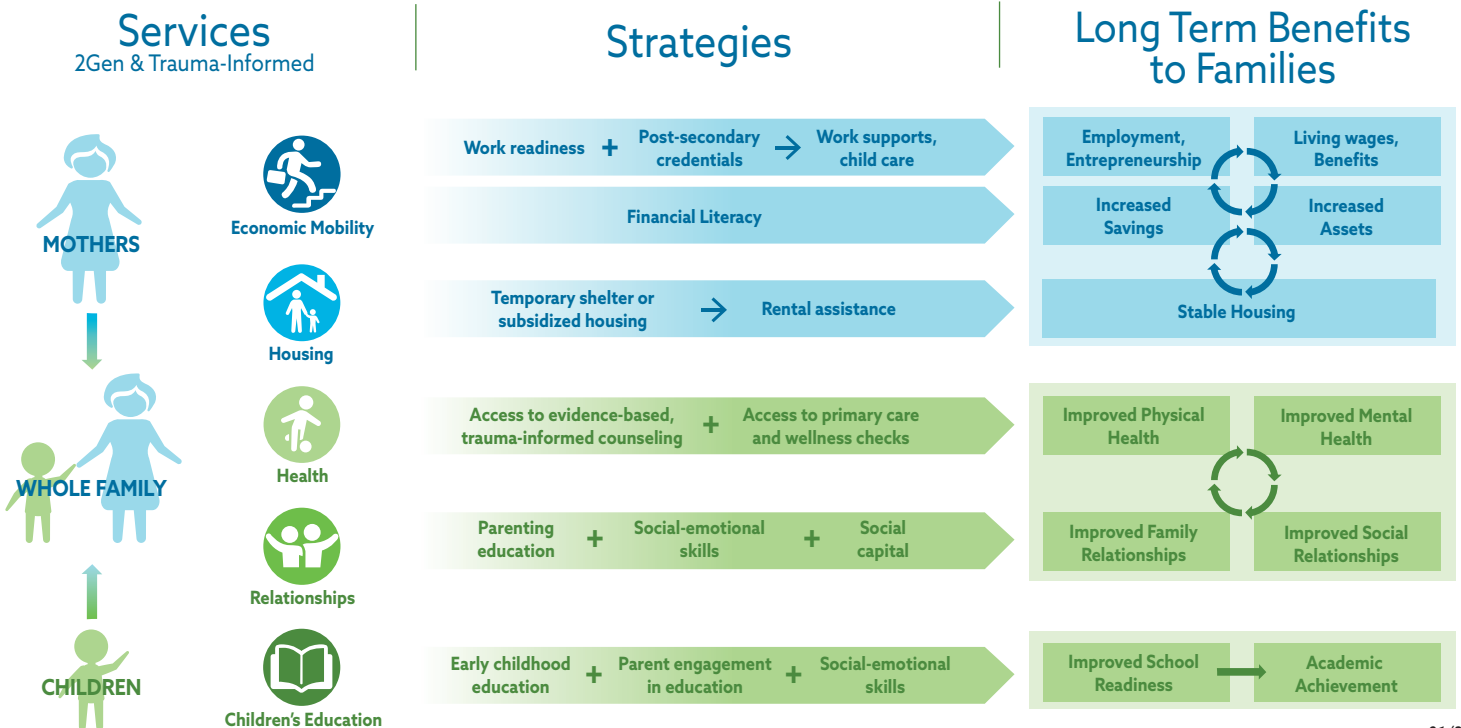 Services
2Gen & Trauma-Informed
Strategies
Long Term Benefits
to Families
MOTHERS
Economic Mobility
Work readiness + Post-secondary
credentials → Work supports,
child care
Financial Literacy
Employment,
Entrepreneurship
Living wages,
Benefits
Increased
Savings
Increased
Assets
Housing
Temporary shelter or
subsidized housing → Rental assistance
Stable Housing
WHOLE FAMILY
Health
Access to evidence-based,
trauma-informed counseling + Access to primary care
and wellness checks
Improved Physical
Health
Improved Mental
Health
Relationships
Parenting
education + Social-emotional
skills + Social
capital
Improved Family
Relationships
Improved Social
Relationships
CHILDREN
Children's Education
Early childhood
education + Parent engagement
in education + Social-emotional
skills
Improved School
Readiness
Academic
Achievement